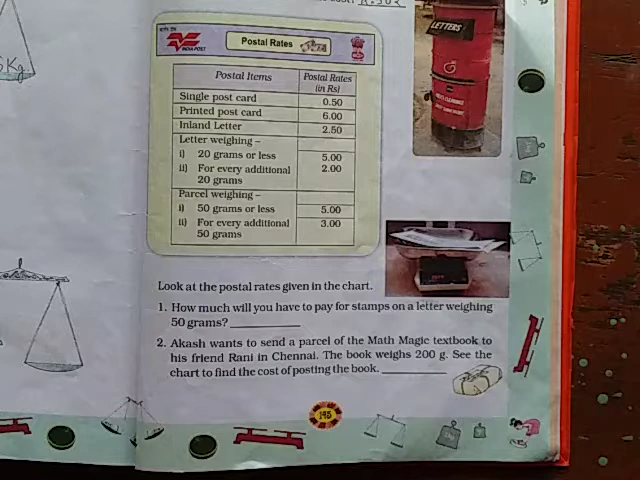 Kg
INDIA POST
Postal Rates
LETTERS
Postal Items Postal Rates
(in Rs)
Single post card 0.50
Printed post card 6.00
Inland Letter 2.50
Letter weighing –
i) 20 grams or less 5.00
ii) For every additional 2.00
20 grams
Parcel weighing –
i) 50 grams or less 5.00
ii) For every additional 3.00
50 grams
Look at the postal rates given in the chart.
1. How much will you have to pay for stamps on a letter weighing
50 grams?
2. Akash wants to send a parcel of the Math Magic textbook to
his friend Rani in Chennai. The book weighs 200 g. See the
chart to find the cost of posting the book.
145